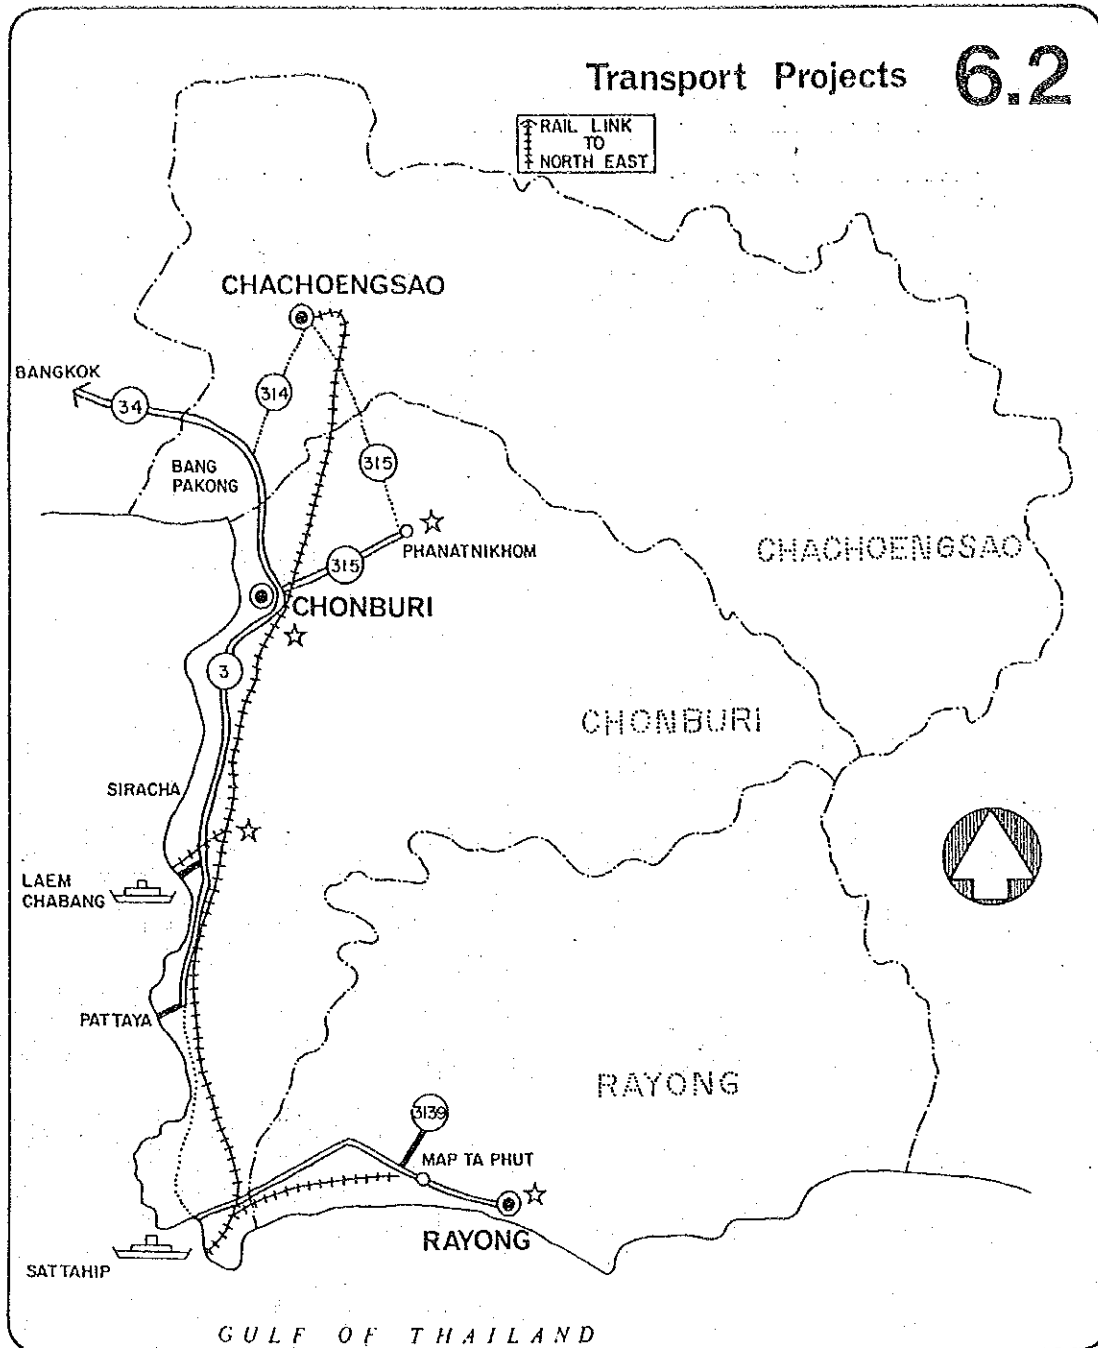 Transport Projects 6.2
RAIL LINK
TO
NORTH EAST
CHACHOENGSAO
BANGKOK
34
314
315
BANG
PAKONG
PHANATNIKHOM
315
CHACHOENGSAO
CHONBURI
3
CHONBURI
SIRACHA
LAEM
CHABANG
PATTAYA
RAYONG
3139
MAP TA PHUT
RAYONG
SATTAHIP
GULF OF THAILAND